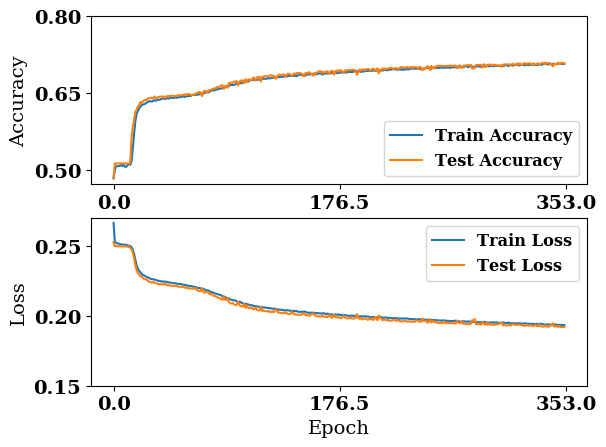 0.80
0.65
0.50
Accuracy
Train Accuracy
Test Accuracy
0.0 176.5 353.0
0.25
0.20
0.15
Loss
Train Loss
Test Loss
0.0 176.5 353.0
Epoch